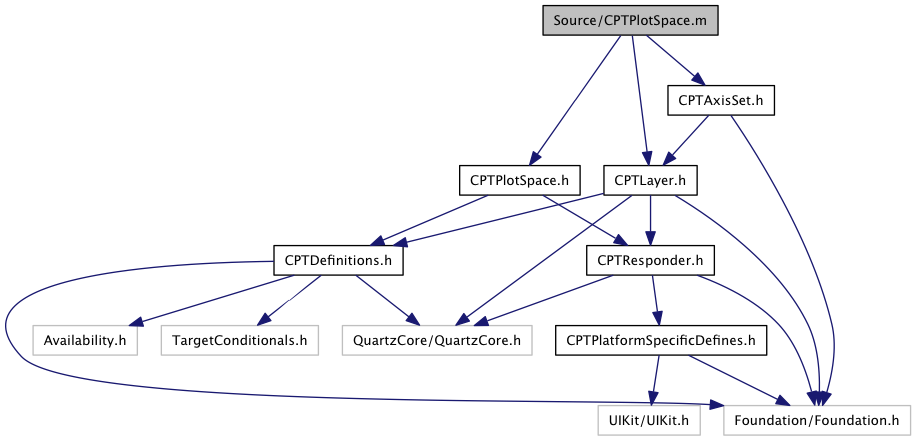 Source/CPTPlotSpace.m
CPTAxisSet.h
CPTPlotSpace.h
CPTLayer.h
CPTDefinitions.h
CPTResponder.h
Availability.h
TargetConditionals.h
QuartzCore/QuartzCore.h
CPTPlatformSpecificDefines.h
UIKit/UIKit.h
Foundation/Foundation.h